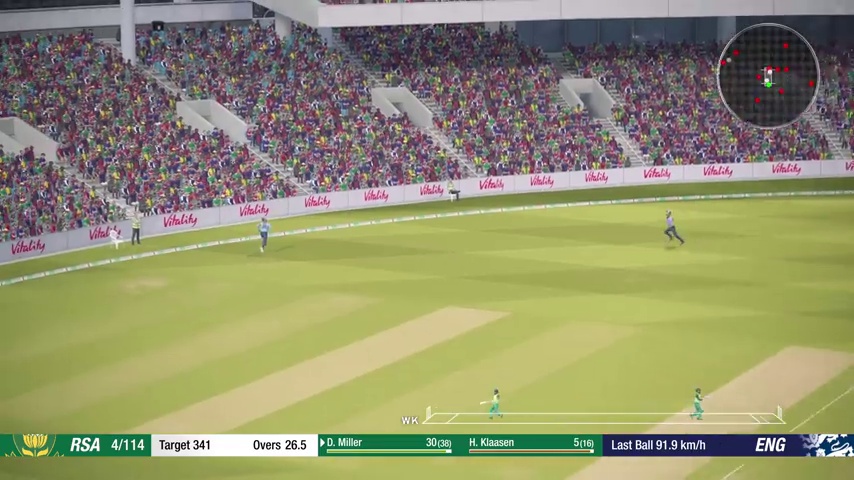 Vitality Vitality Vitality Vitality Vitality Vitality Vitality Vitality Vitality Vitality Vitality Vitality Vitality
WK
RSA 4/114 Target 341 Overs 26.5 D. Miller 30(38) H. Klaasen 5(16) Last Ball 91.9 km/h ENG